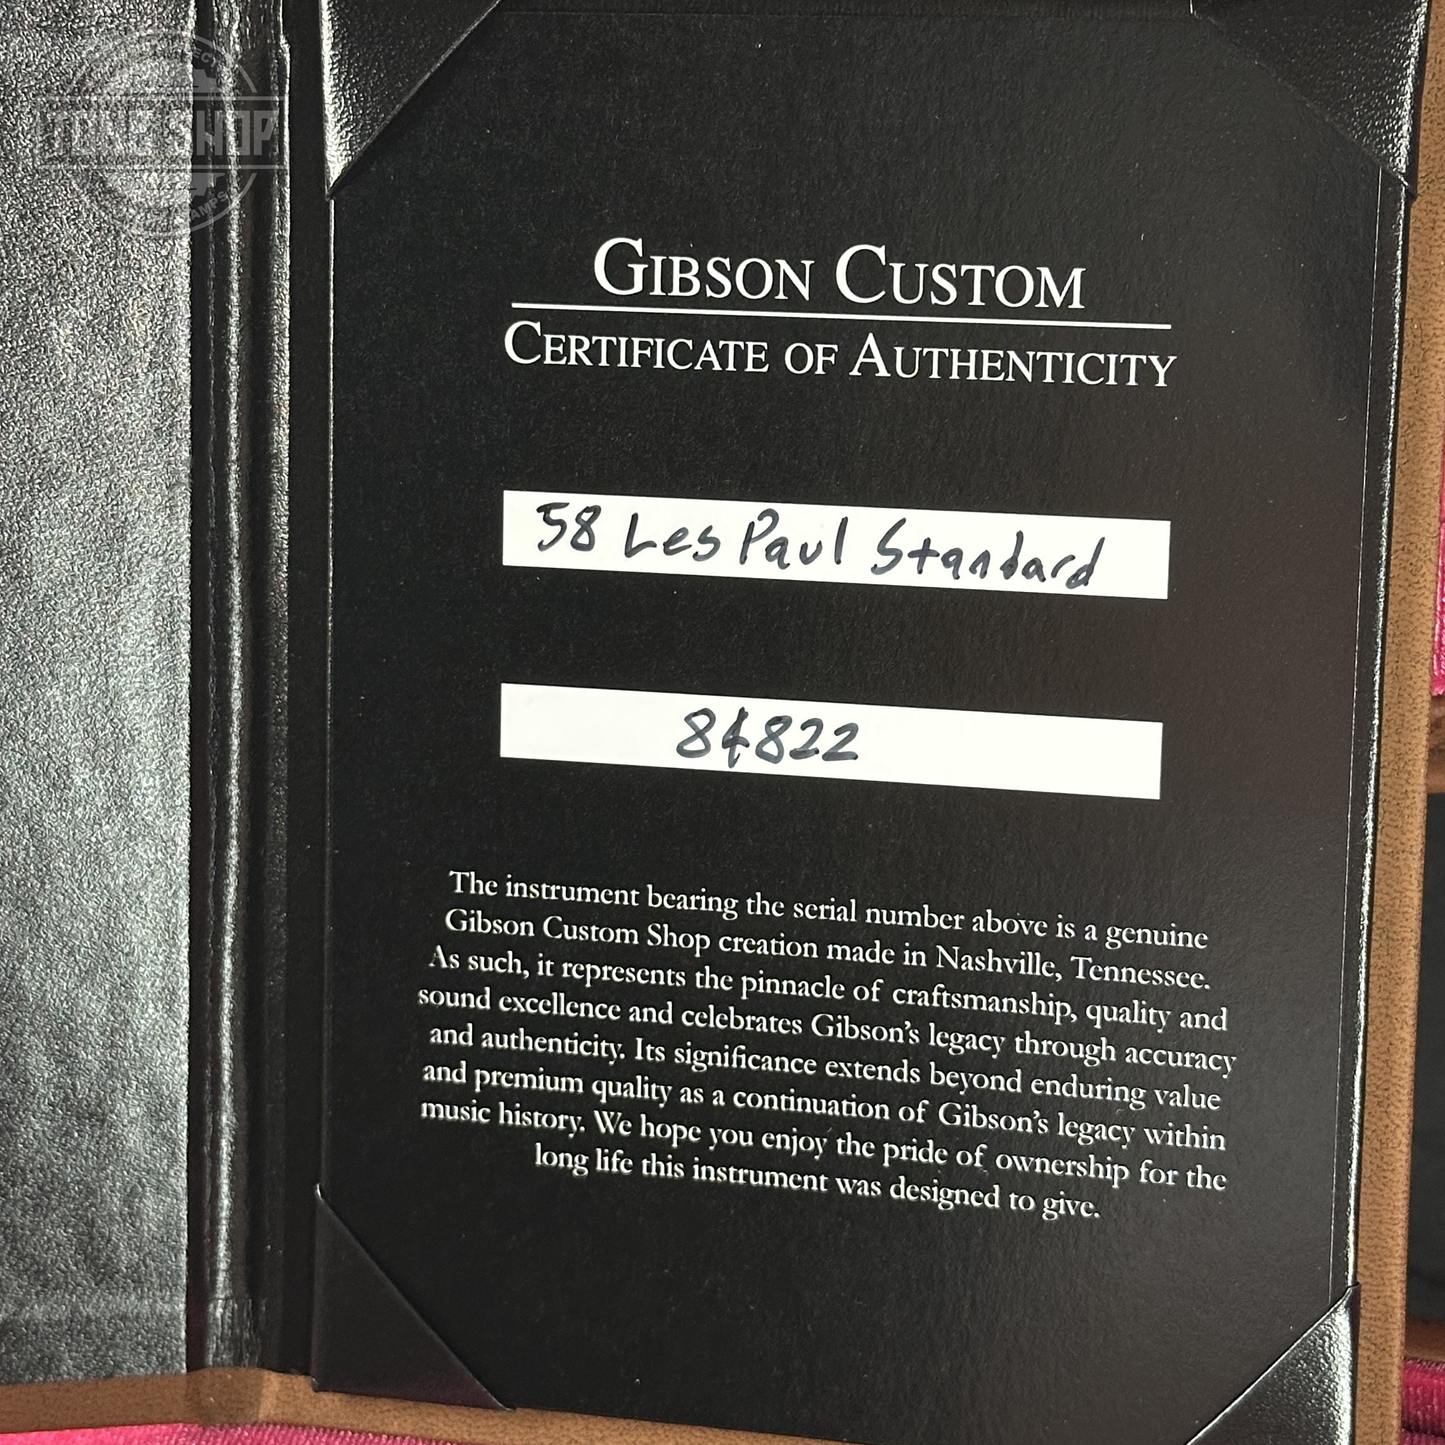 TONE SHOP
AMPS
GIBSON CUSTOM
CERTIFICATE OF AUTHENTICITY
58 Les Paul Standard
84822
The instrument bearing the serial number above is a genuine
Gibson Custom Shop creation made in Nashville, Tennessee.
As such, it represents the pinnacle of craftsmanship, quality and
sound excellence and celebrates Gibson's legacy through accuracy
and authenticity. Its significance extends beyond enduring value
and premium quality as a continuation of Gibson's legacy within
music history. We hope you enjoy the pride of ownership for the
long life this instrument was designed to give.